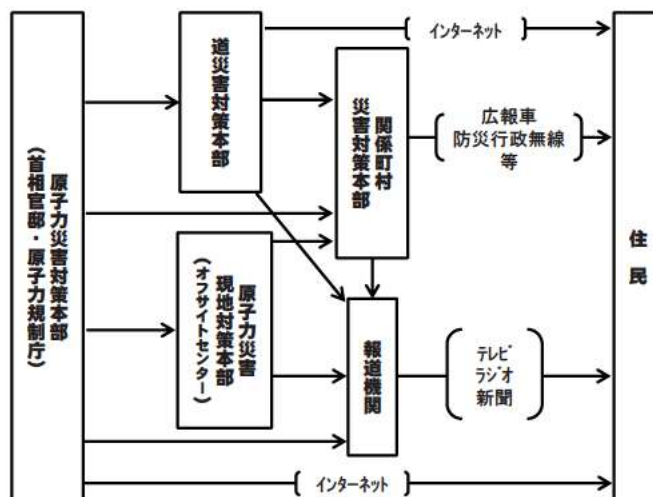 原子力災害対策本部
(首相官邸・原子力規制庁)
道災害対策本部
原子力災害
現地対策本部
(オフサイトセンター)
関係町村
災害対策本部
報道機関
インターネット
広報車
防災行政無線
等
テレビ
ラジオ
新聞
インターネット
住民